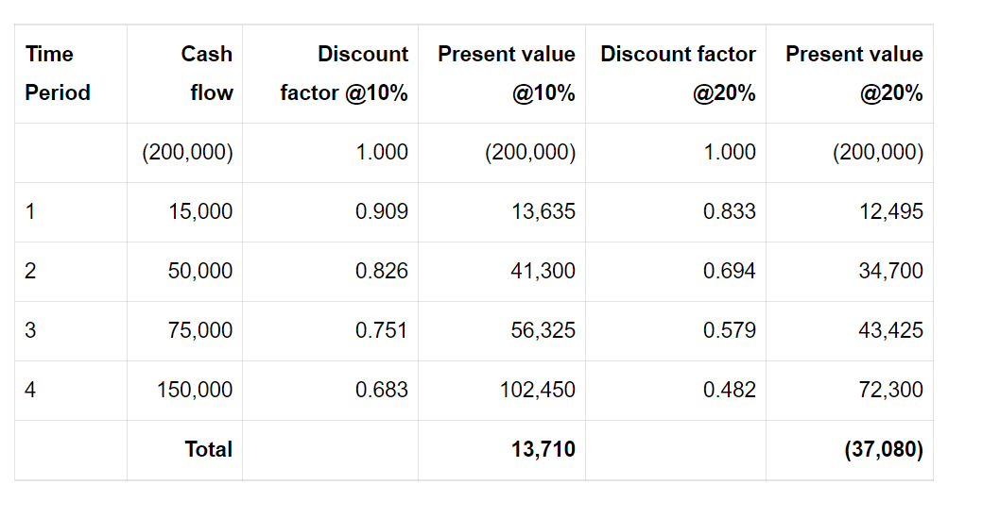 Time Period | Cash flow | Discount factor @10% | Present value @10% | Discount factor @20% | Present value @20%
(200,000) | 1.000 | (200,000) | 1.000 | (200,000)
1 | 15,000 | 0.909 | 13,635 | 0.833 | 12,495
2 | 50,000 | 0.826 | 41,300 | 0.694 | 34,700
3 | 75,000 | 0.751 | 56,325 | 0.579 | 43,425
4 | 150,000 | 0.683 | 102,450 | 0.482 | 72,300
Total | 13,710 | (37,080)